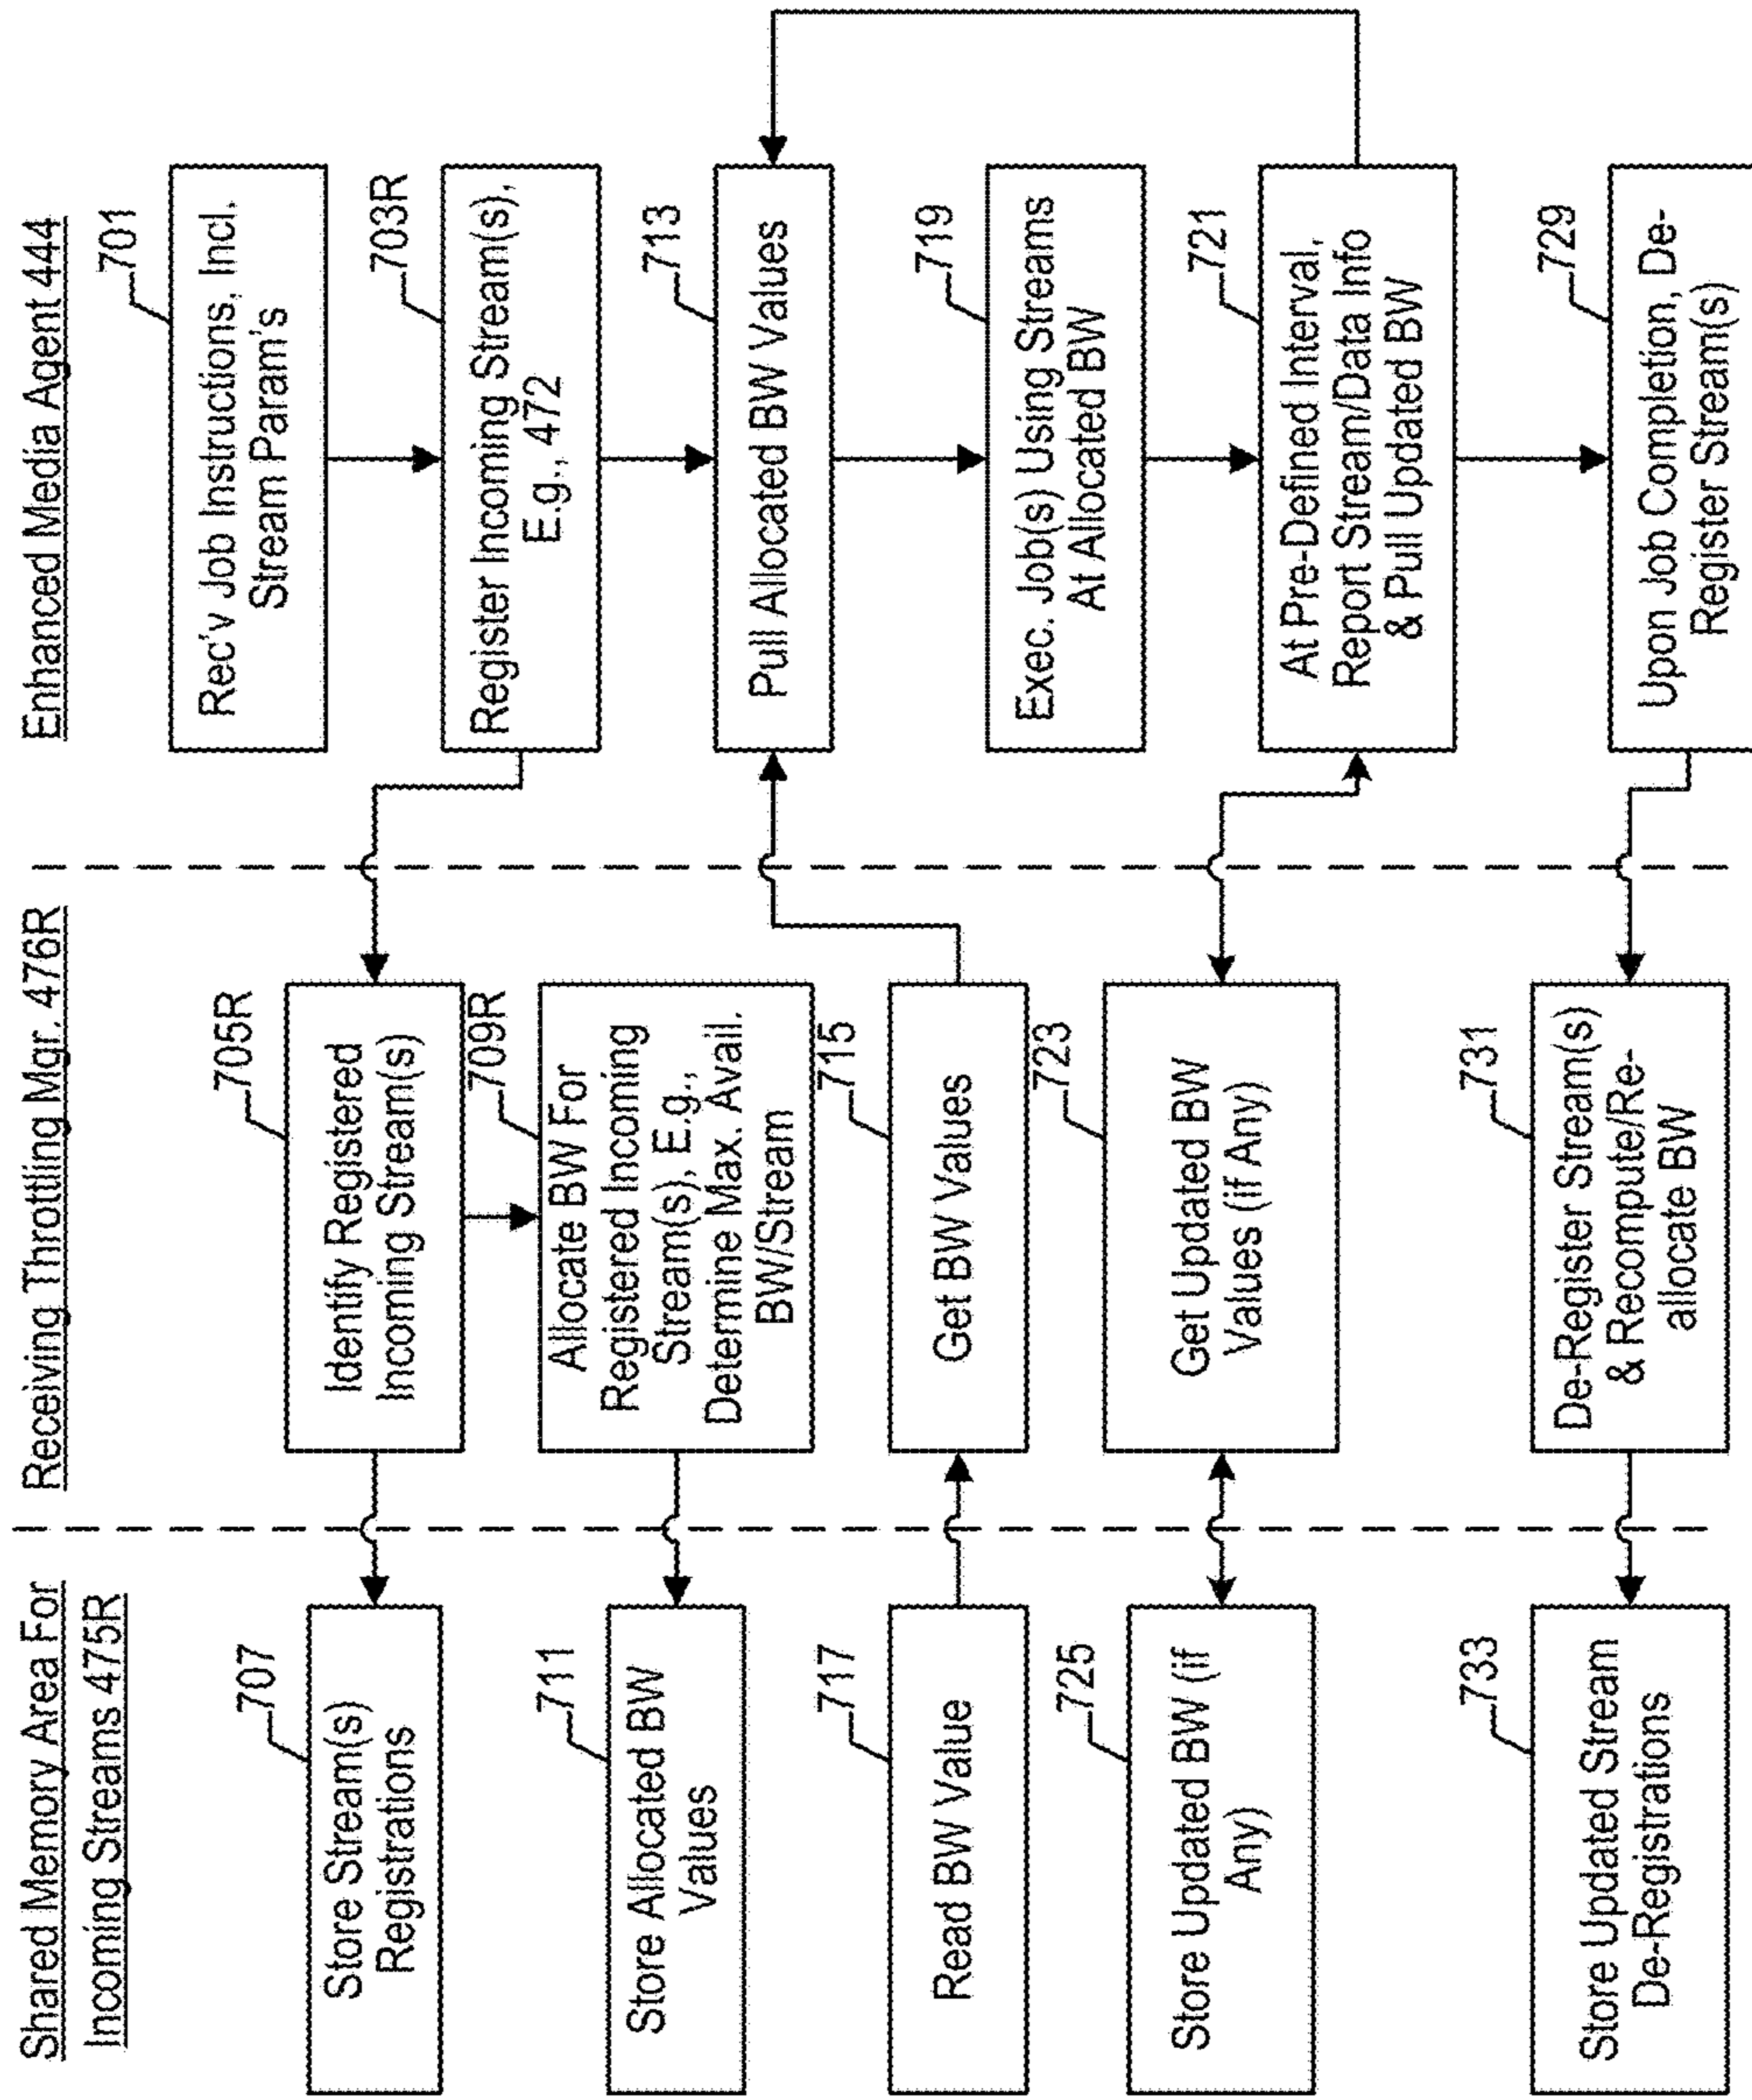 Shared Memory Area For
Incoming Streams 475R
Receiving Throttling Mgr. 476R
Enhanced Media Agent 444
701
Rec'v Job Instructions, Incl.
Stream Param's
703R
Register Incoming Stream(s),
E.g., 472
705R
Identify Registered
Incoming Stream(s)
707
Store Stream(s)
Registrations
709R
Allocate BW For
Registered Incoming
Stream(s), E.g.,
Determine Max. Avail.
BW/Stream
711
Store Allocated BW
Values
713
Pull Allocated BW Values
715
Get BW Values
717
Read BW Value
719
Exec. Job(s) Using Streams
At Allocated BW
721
At Pre-Defined Interval,
Report Stream/Data Info
& Pull Updated BW
723
Get Updated BW
Values (if Any)
725
Store Updated BW (if
Any)
729
Upon Job Completion, De-
Register Stream(s)
731
De-Register Stream(s)
& Recompute/Re-
allocate BW
733
Store Updated Stream
De-Registrations